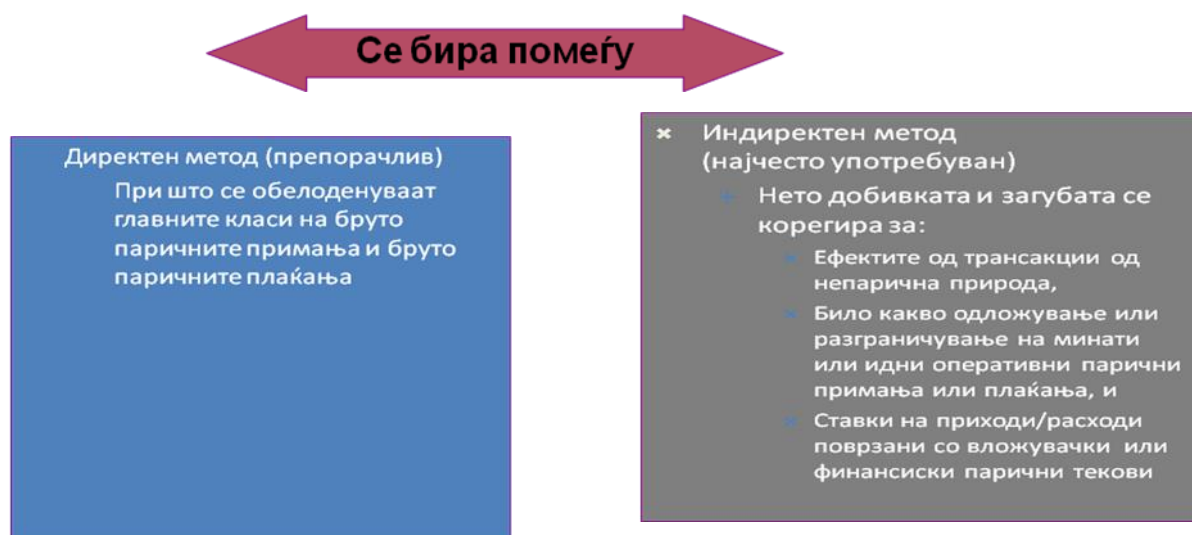 Се бира помеѓу
Директен метод (препорачлив)
При што се обелоденуваат
главните класи на бруто
паричните примања и бруто
паричните плаќања
Индиректен метод
(најчесто употребуван)
Нето добивката и загубата се
корегира за:
Ефектите од трансакции од
непарична природа,
Било какво одложување или
разграничување на минати
или идни оперативни парични
примања или плаќања, и
Ставки на приходи/расходи
поврзани со вложувачки или
финансиски парични текови